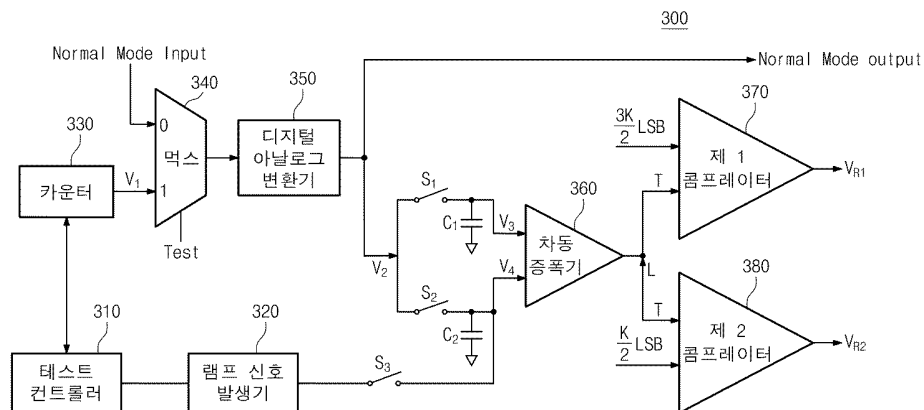 300
Normal Mode Input
Normal Mode output
340
350
370
330
0
1
먹스
디지털
아날로그
변환기
3K/2 LSB
제 1
콤프레이터
V_R1
카운터
V₁
Test
S₁
C₁
V₃
360
T
V₂
차동
증폭기
V₄
L
380
S₂
C₂
T
제 2
콤프레이터
V_R2
K/2 LSB
310
320
S₃
테스트
컨트롤러
램프 신호
발생기